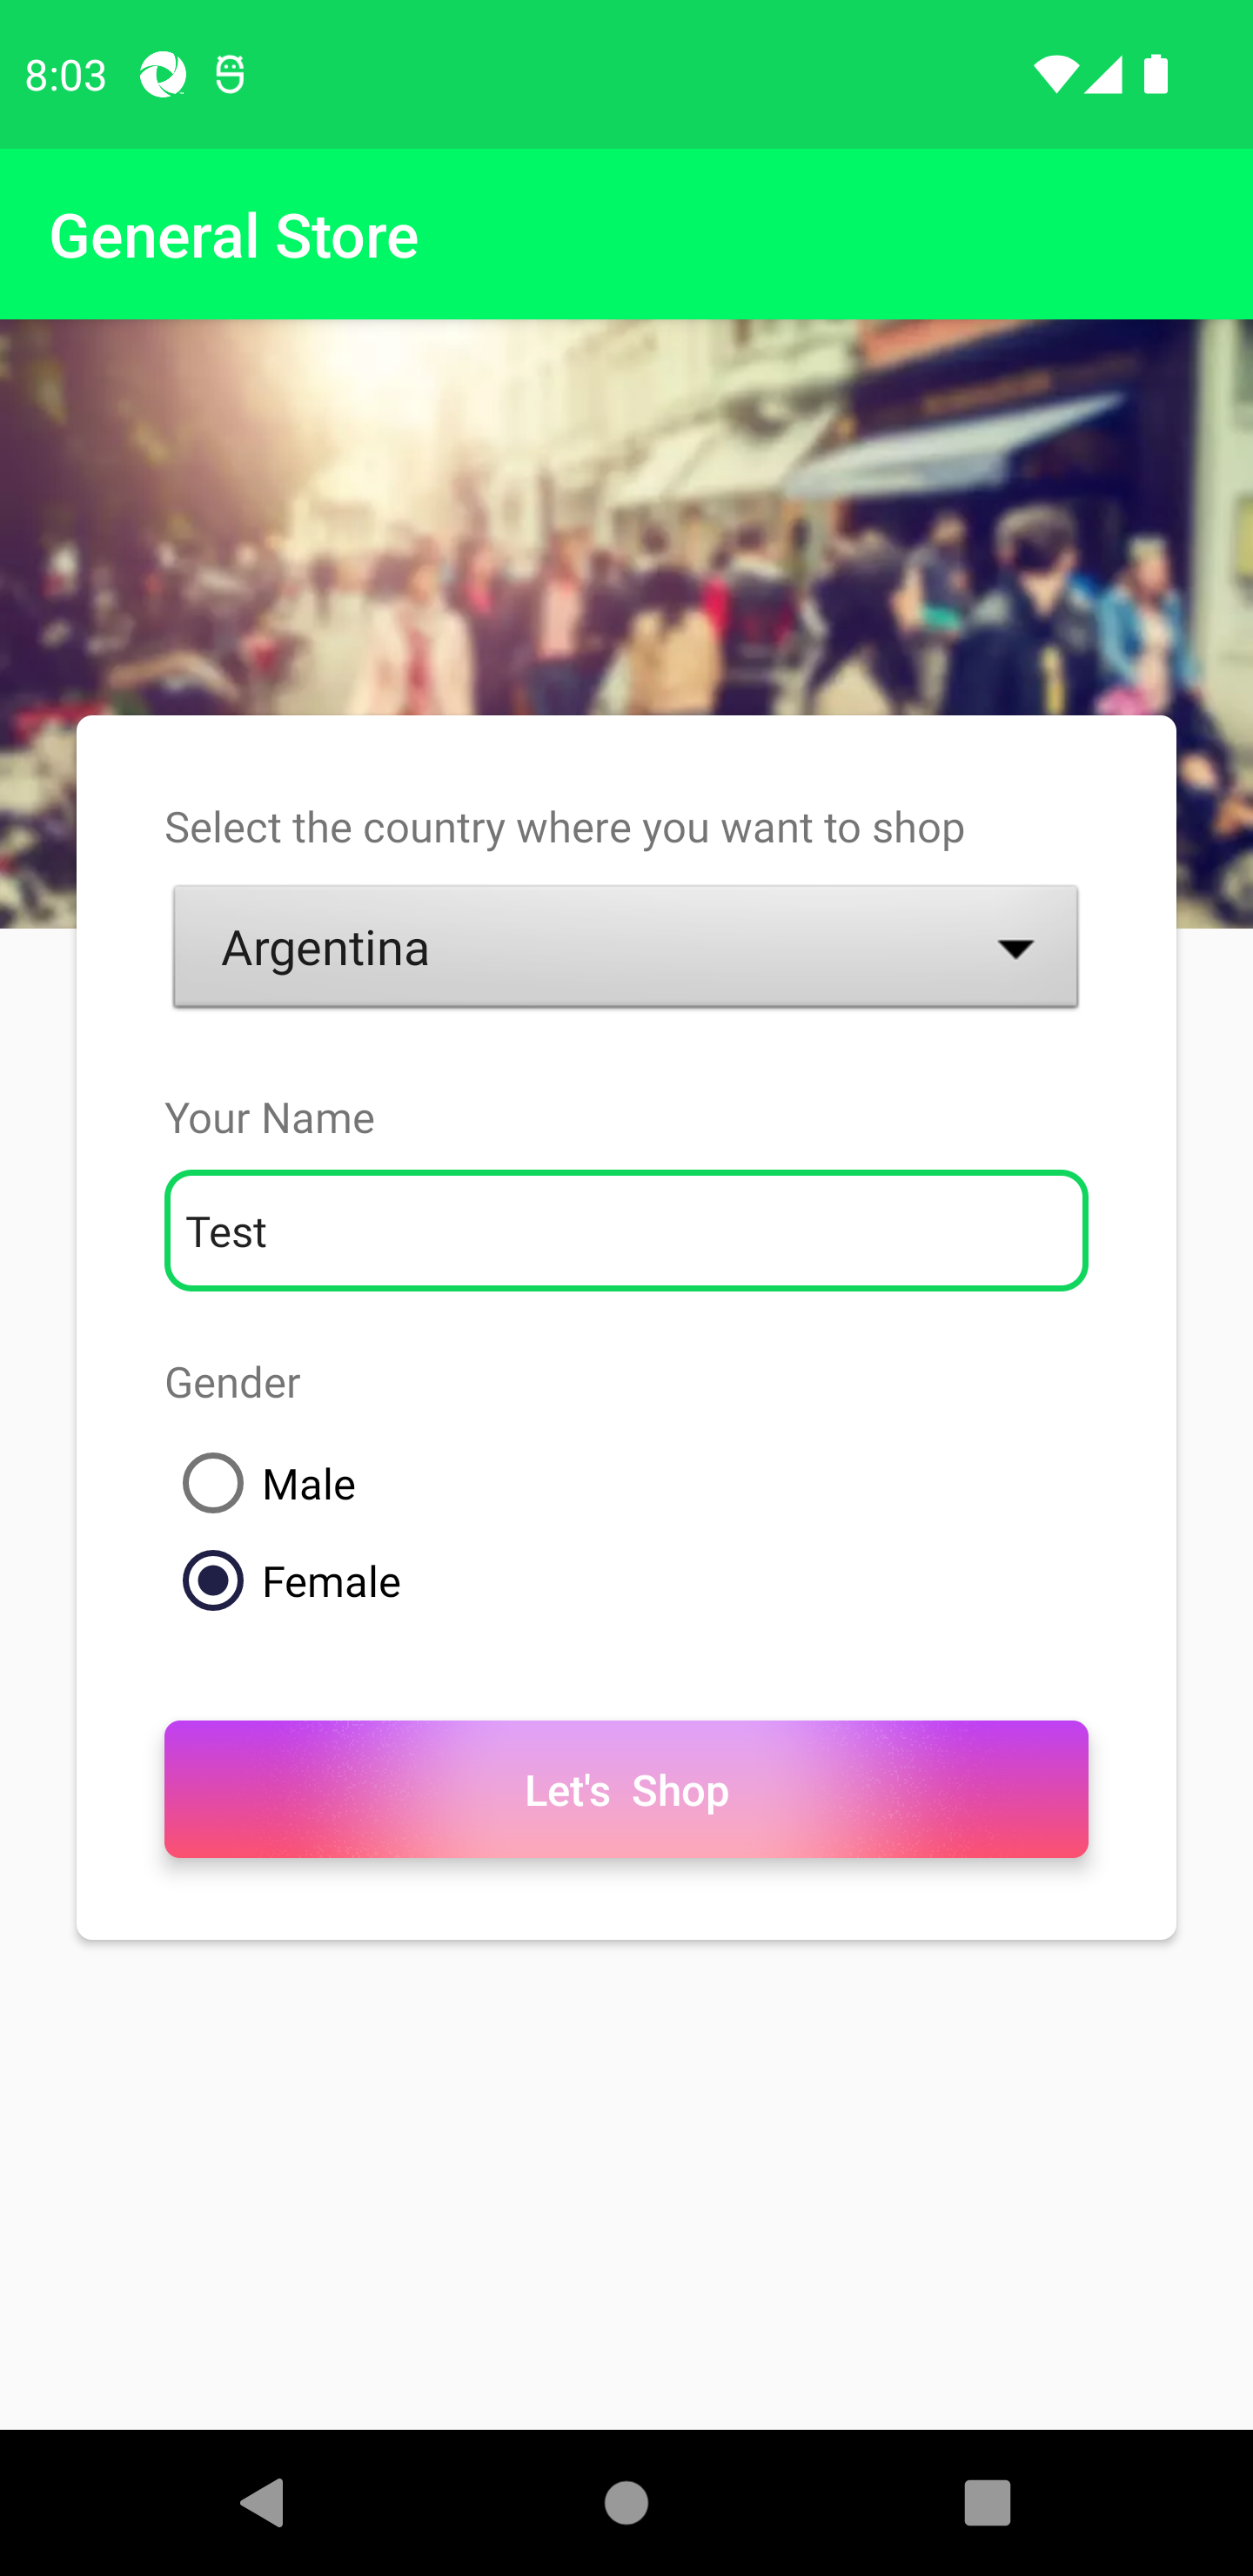 8:03
General Store
Select the country where you want to shop
Argentina
Your Name
Test
Gender
Male
Female
Let's Shop